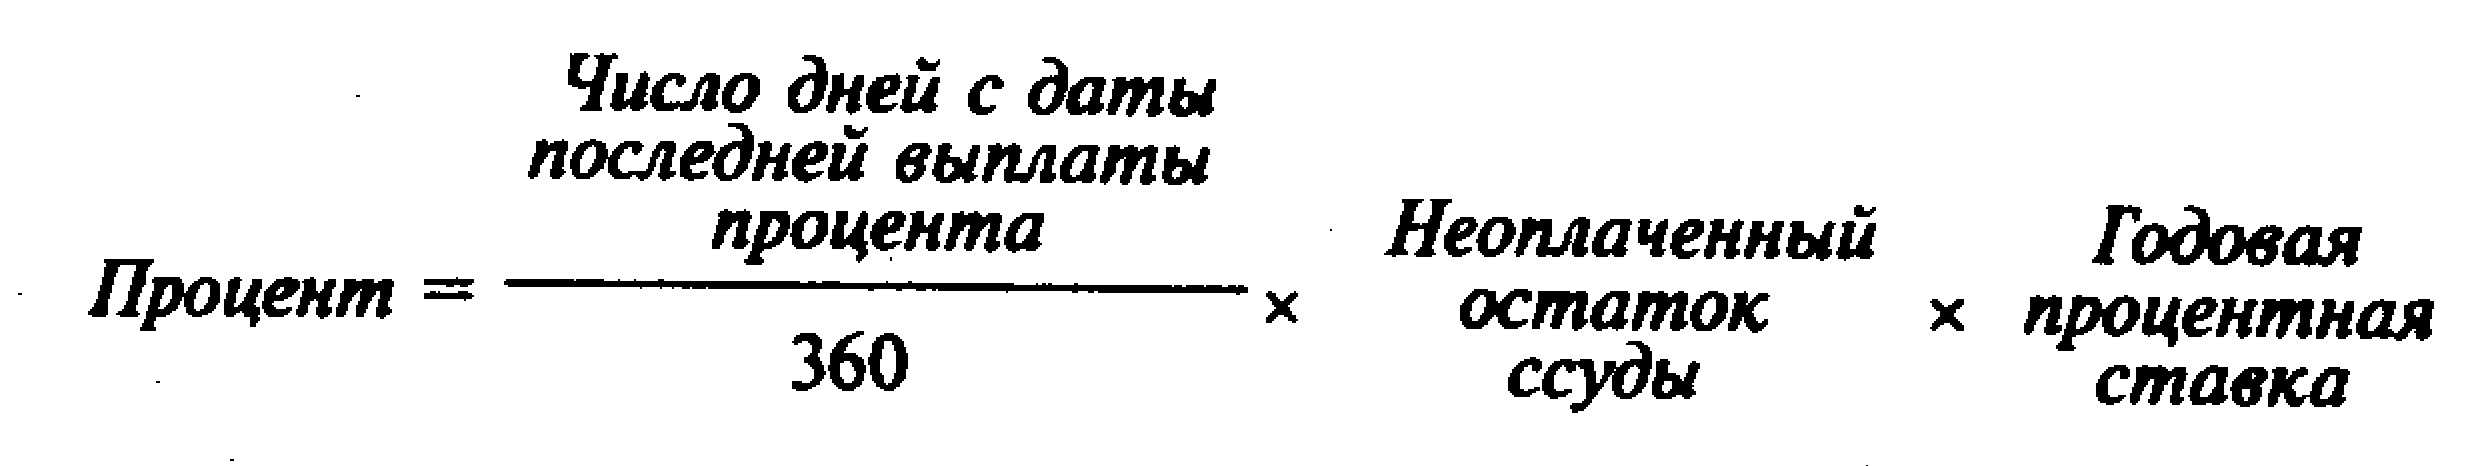 Число дней с даты
последней выплаты
процента
Процент = × Неоплаченный × Годовая
остаток процентная
ссуды ставка
360